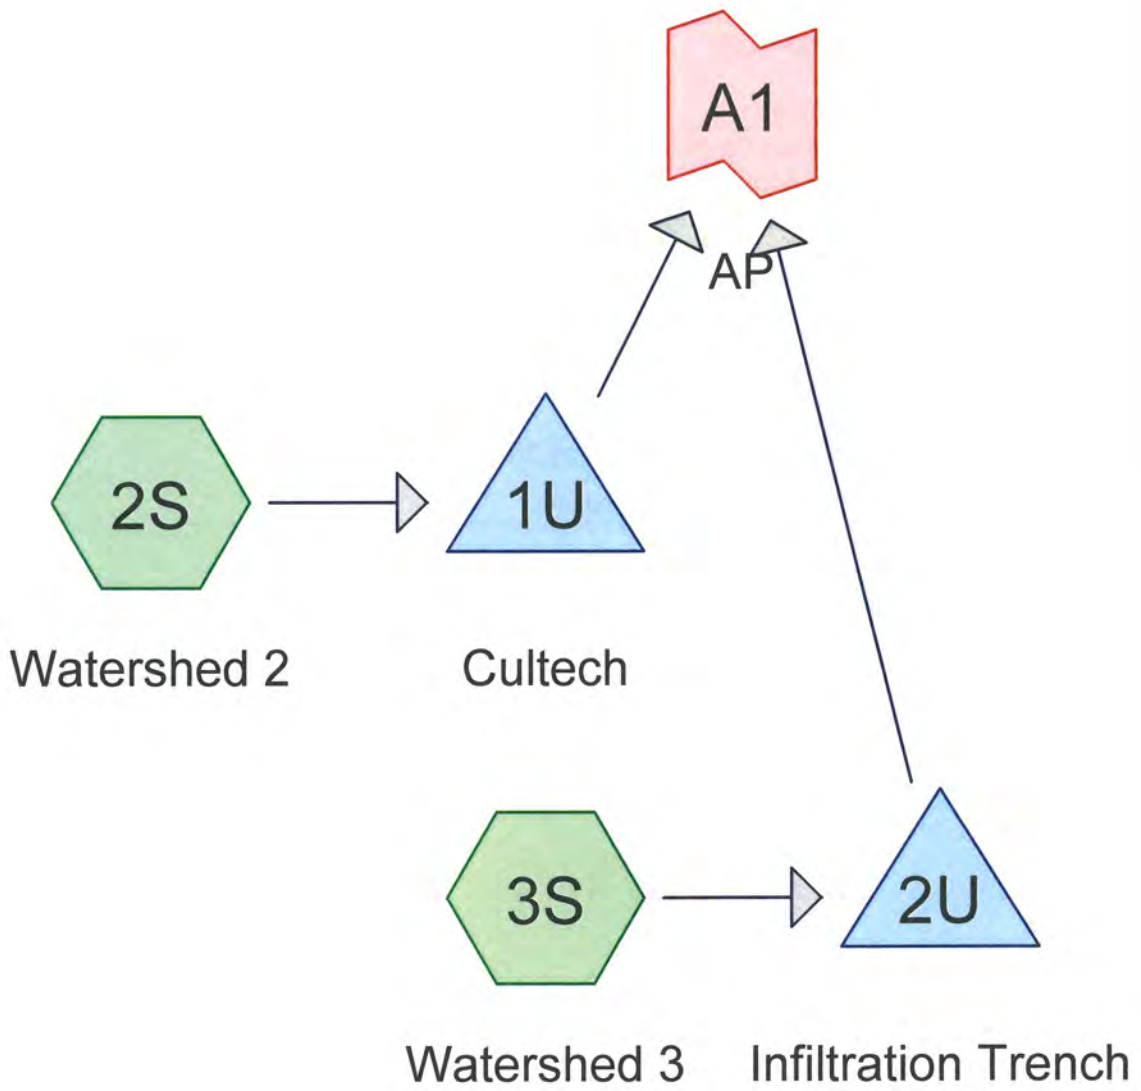 A1
AP
2S
1U
Watershed 2
Cultech
3S
2U
Watershed 3
Infiltration Trench